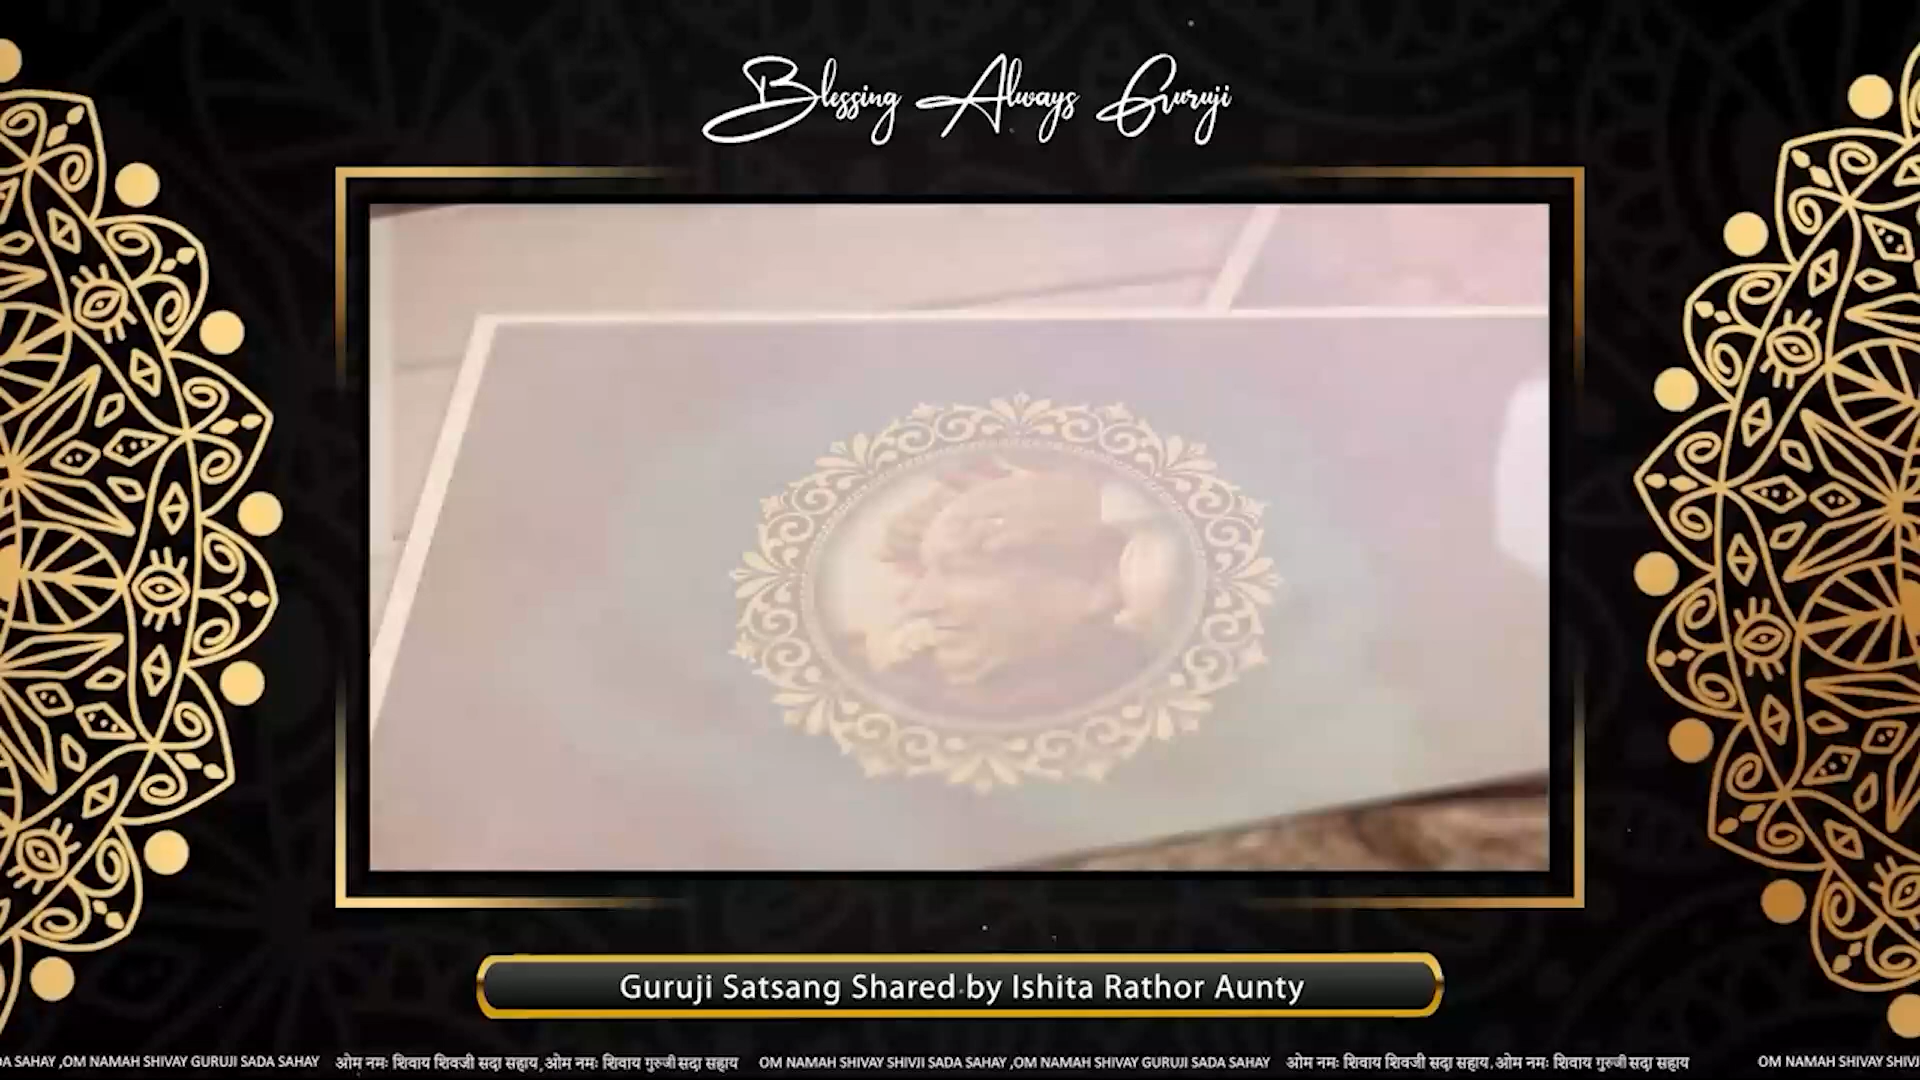 Blessing Always Guruji
Guruji Satsang Shared by Ishita Rathor Aunty
SAHAY ,OM NAMAH SHIVAY GURUJI SADA SAHAY ओम नमः शिवाय शिवजी सदा सहाय ,ओम नमः शिवाय गुरुजी सदा सहाय OM NAMAH SHIVAY SHIVJI SADA SAHAY ,OM NAMAH SHIVAY GURUJI SADA SAHAY ओम नमः शिवाय शिवजी सदा सहाय ,ओम नमः शिवाय गुरुजी सदा सहाय OM NAMAH SHIVAY